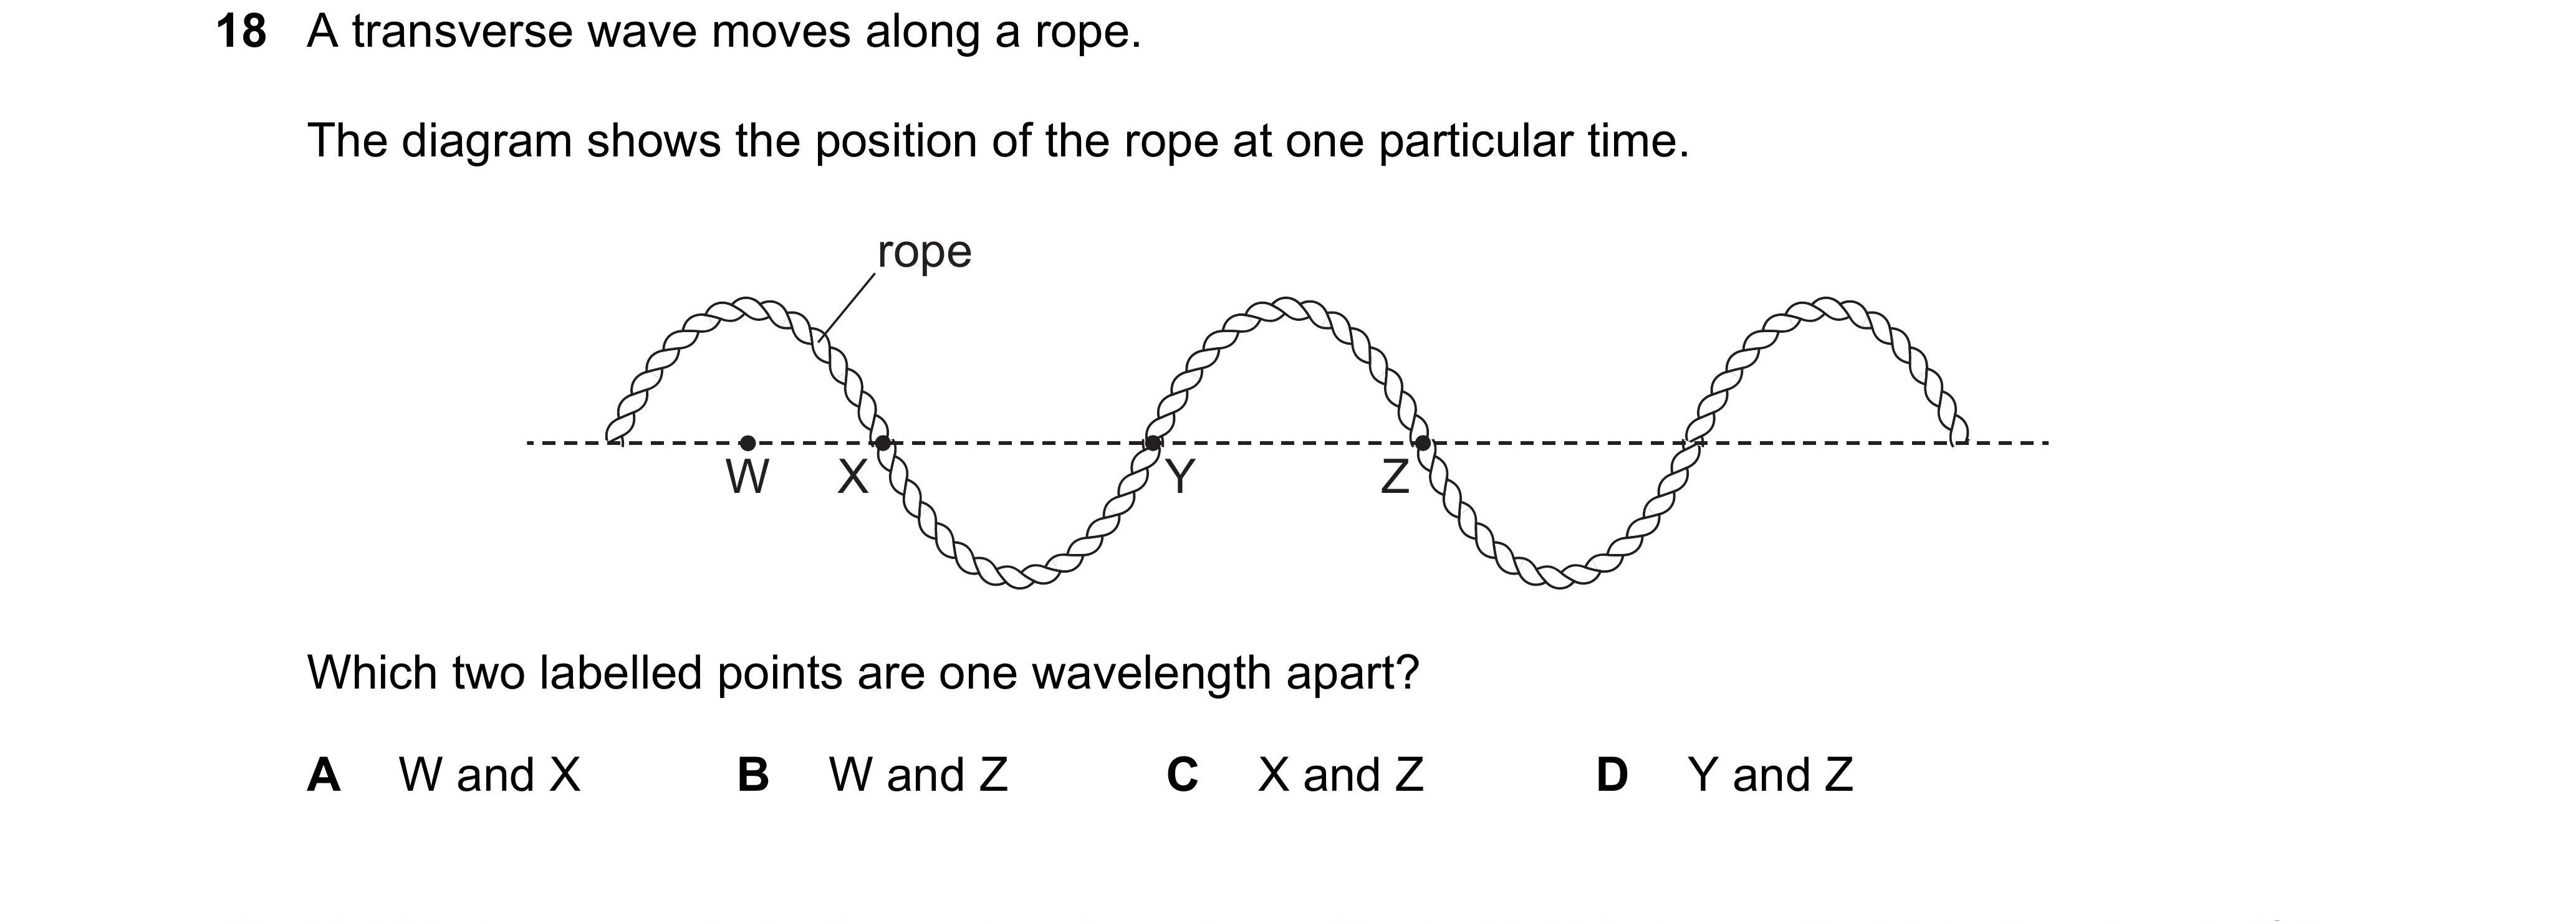 18 A transverse wave moves along a rope.
The diagram shows the position of the rope at one particular time.
rope
W X Y Z
Which two labelled points are one wavelength apart?
A W and X B W and Z C X and Z D Y and Z